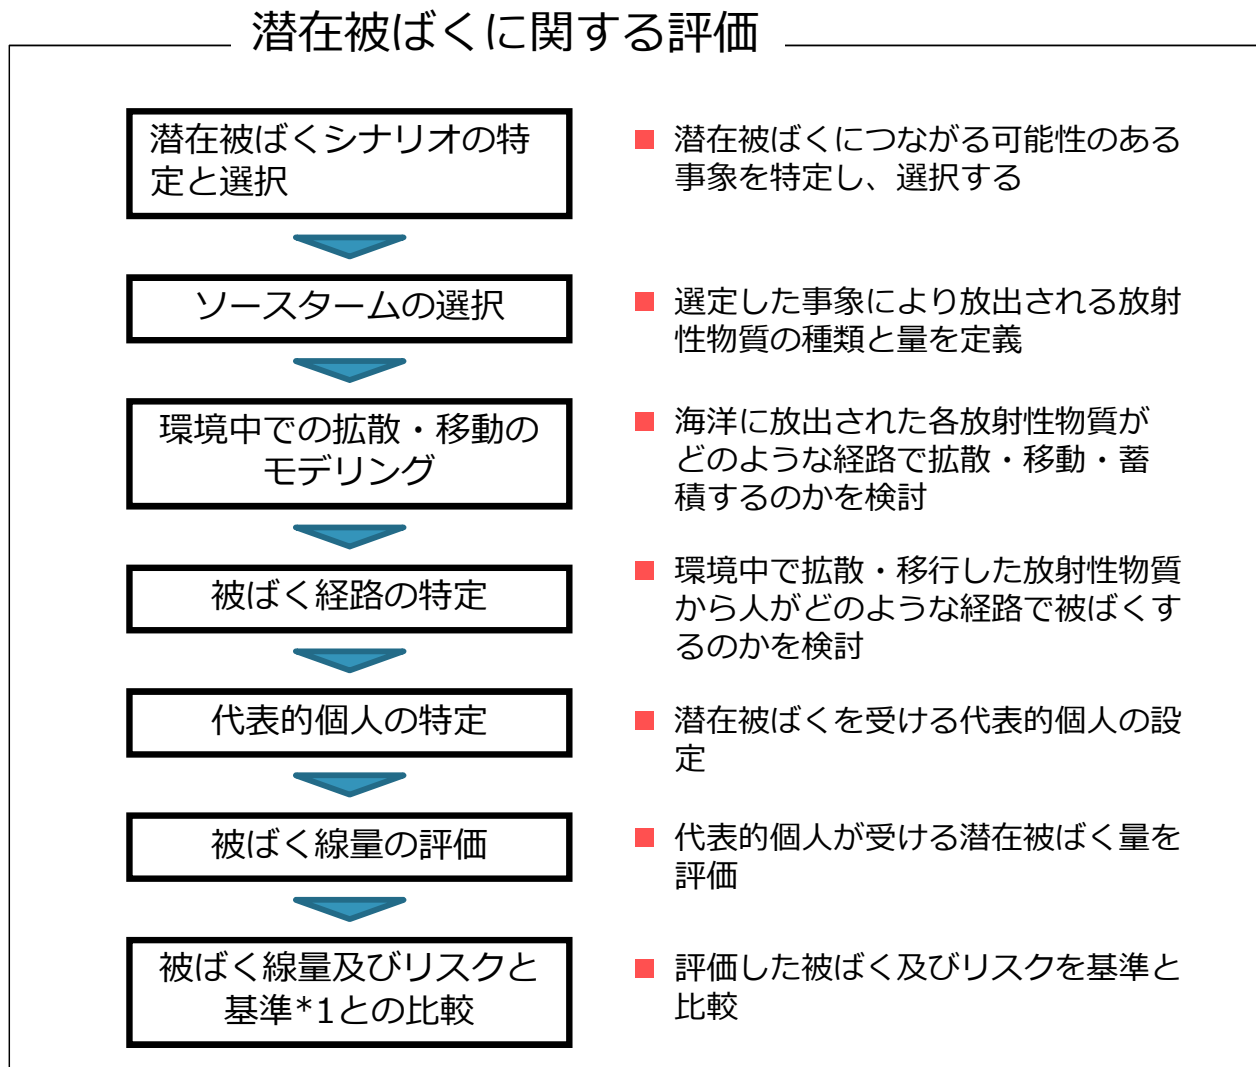 潜在被ばくに関する評価
潜在被ばくシナリオの特
定と選択
潜在被ばくにつながる可能性のある
事象を特定し、選択する
ソースタームの選択
選定した事象により放出される放射
性物質の種類と量を定義
環境中での拡散・移動の
モデリング
海洋に放出された各放射性物質が
どのような経路で拡散・移動・蓄
積するのかを検討
被ばく経路の特定
環境中で拡散・移行した放射性物質
から人がどのような経路で被ばくす
るのかを検討
代表的個人の特定
潜在被ばくを受ける代表的個人の設
定
被ばく線量の評価
代表的個人が受ける潜在被ばく量を
評価
被ばく線量及びリスクと
基準*1との比較
評価した被ばく及びリスクを基準と
比較